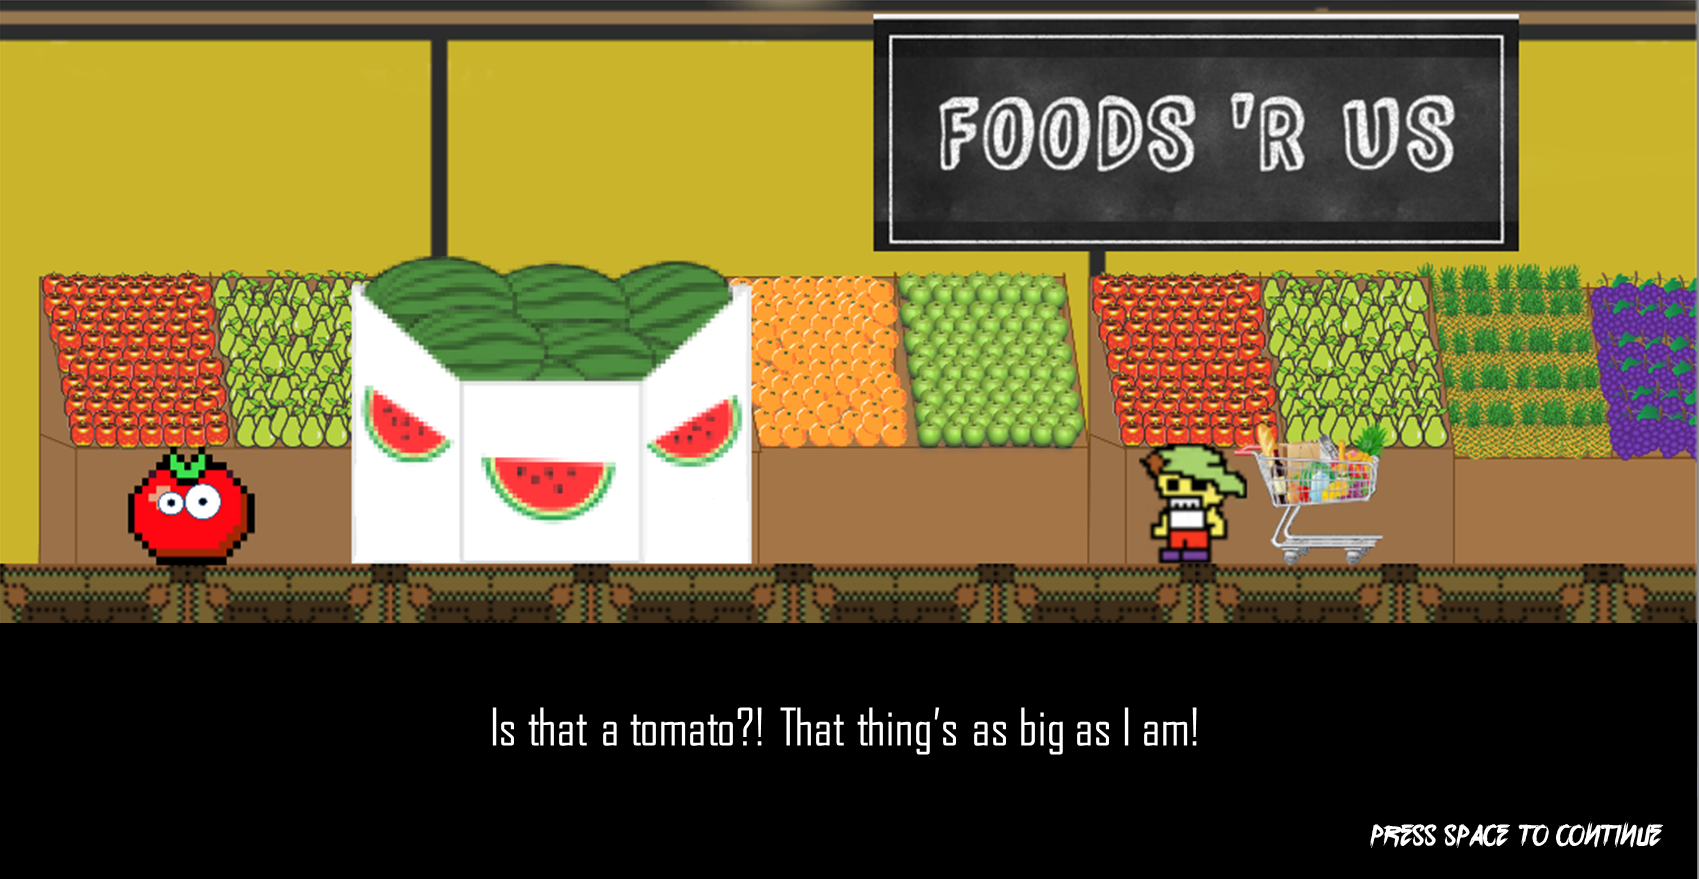 FOODS 'R US
Is that a tomato?! That thing's as big as I am!
PRESS SPACE TO CONTINUE